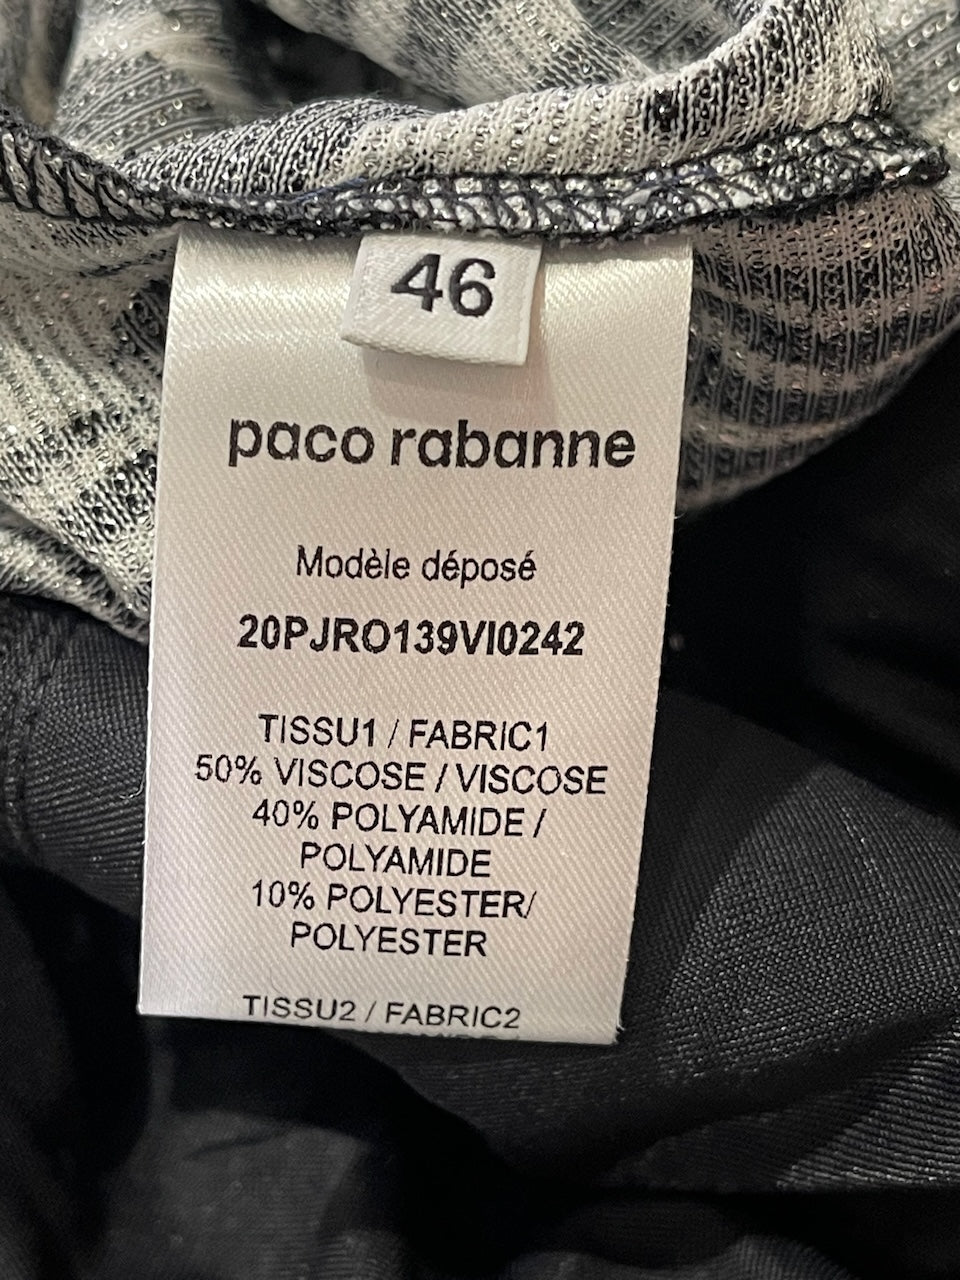 46
paco rabanne
Modèle déposé
20PJRO139VI0242
TISSU1 / FABRIC1
50% VISCOSE / VISCOSE
40% POLYAMIDE /
POLYAMIDE
10% POLYESTER/
POLYESTER
TISSU2 / FABRIC2